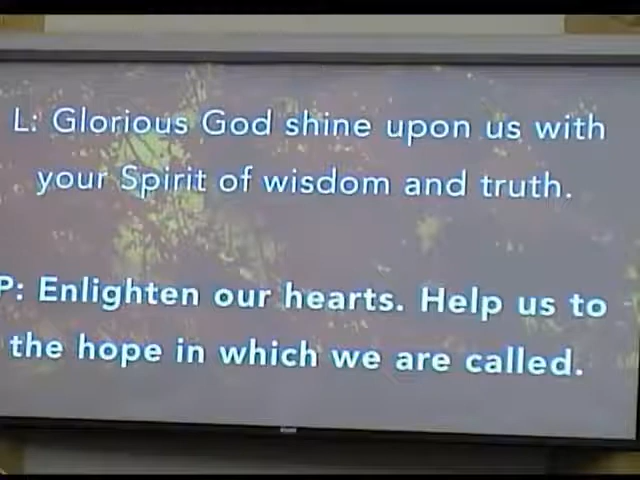 L: Glorious God shine upon us with
your Spirit of wisdom and truth.
P: Enlighten our hearts. Help us to
the hope in which we are called.